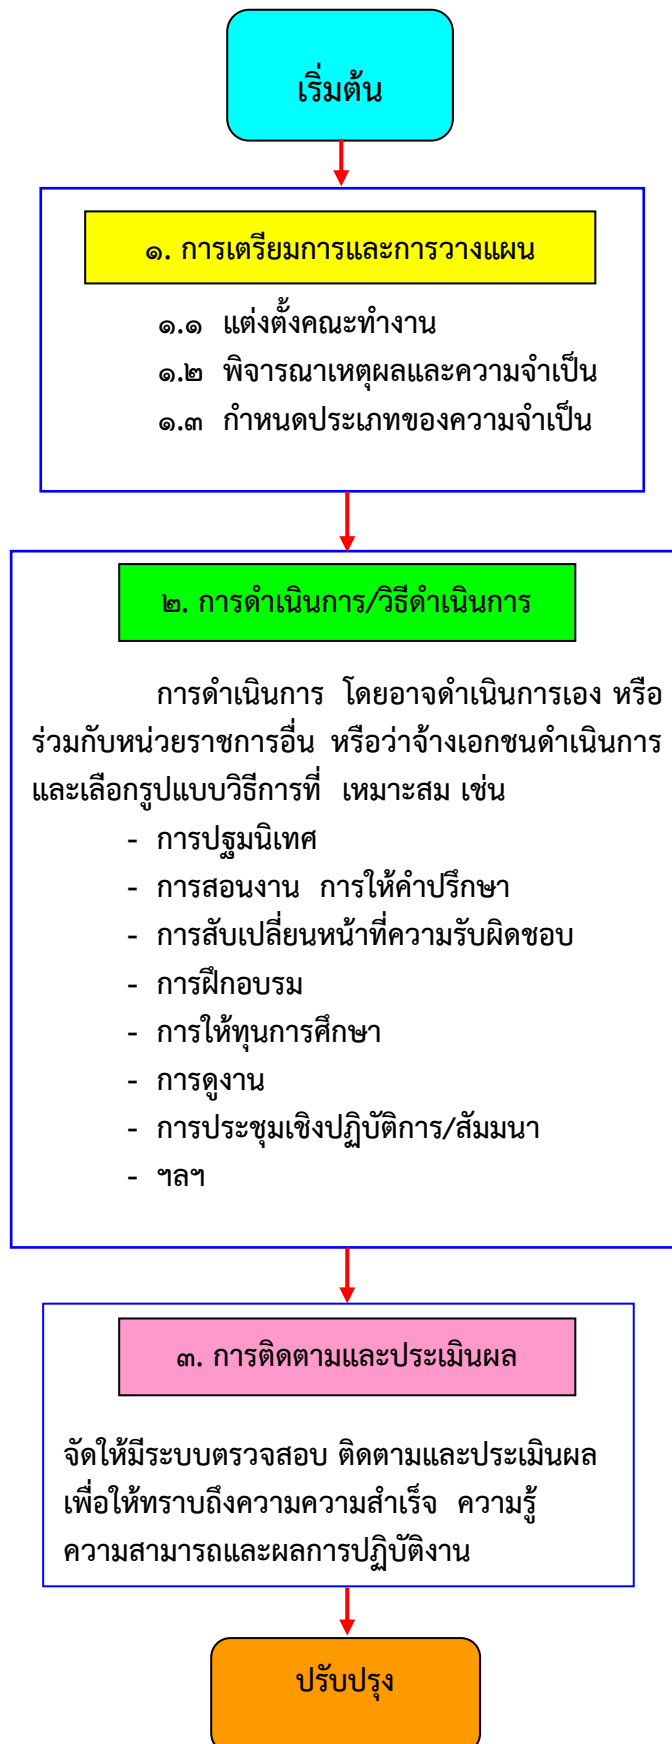 เริ่มต้น
๑. การเตรียมการและการวางแผน
๑.๑ แต่งตั้งคณะทำงาน
๑.๒ พิจารณาเหตุผลและความจำเป็น
๑.๓ กำหนดประเภทของความจำเป็น
๒. การดำเนินการ/วิธีดำเนินการ
การดำเนินการ โดยอาจดำเนินการเอง หรือ
ร่วมกับหน่วยราชการอื่น หรือว่าจ้างเอกชนดำเนินการ
และเลือกรูปแบบวิธีการที่ เหมาะสม เช่น
- การปฐมนิเทศ
- การสอนงาน การให้คำปรึกษา
- การสับเปลี่ยนหน้าที่ความรับผิดชอบ
- การฝึกอบรม
- การให้ทุนการศึกษา
- การดูงาน
- การประชุมเชิงปฏิบัติการ/สัมมนา
- ฯลฯ
๓. การติดตามและประเมินผล
จัดให้มีระบบตรวจสอบ ติดตามและประเมินผล
เพื่อให้ทราบถึงความความสำเร็จ ความรู้
ความสามารถและผลการปฏิบัติงาน
ปรับปรุง